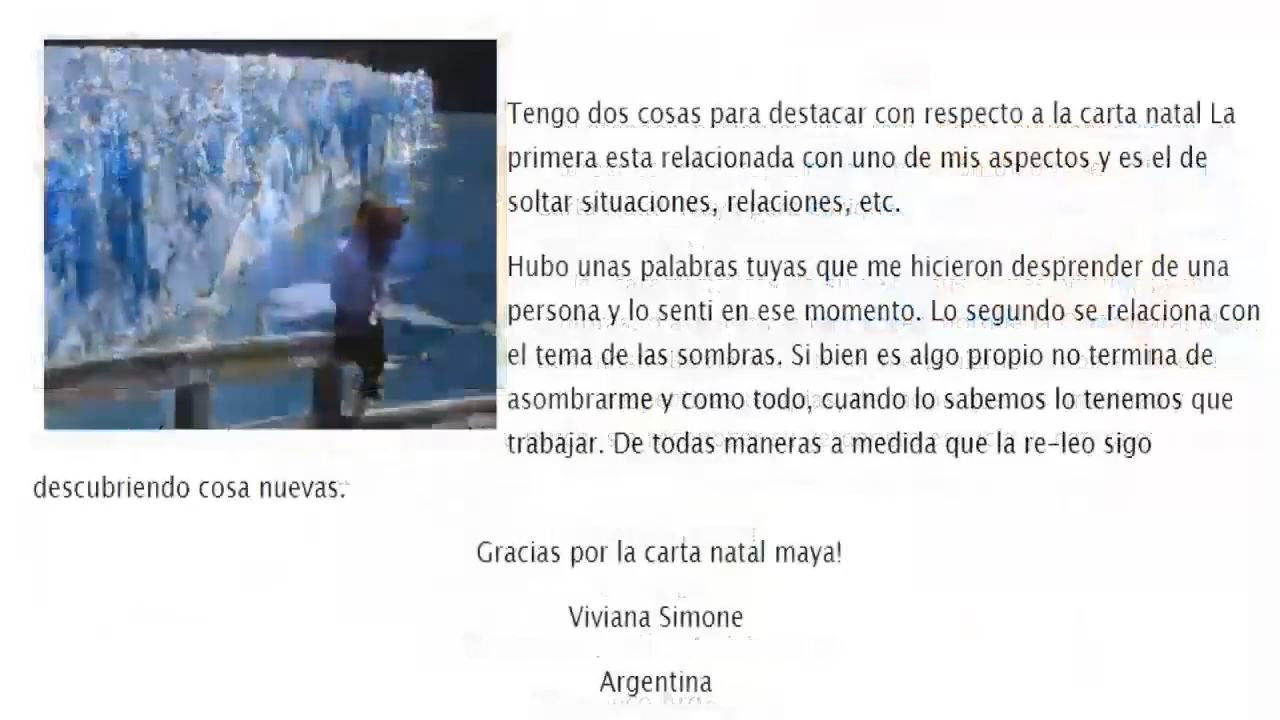 Tengo dos cosas para destacar con respecto a la carta natal La
primera esta relacionada con uno de mis aspectos y es el de
soltar situaciones, relaciones, etc.
Hubo unas palabras tuyas que me hicieron desprender de una
persona y lo senti en ese momento. Lo segundo se relaciona con
el tema de las sombras. Si bien es algo propio no termina de
asombrarme y como todo, cuando lo sabemos lo tenemos que
trabajar. De todas maneras a medida que la re-leo sigo
descubriendo cosa nuevas.
Gracias por la carta natal maya!
Viviana Simone
Argentina